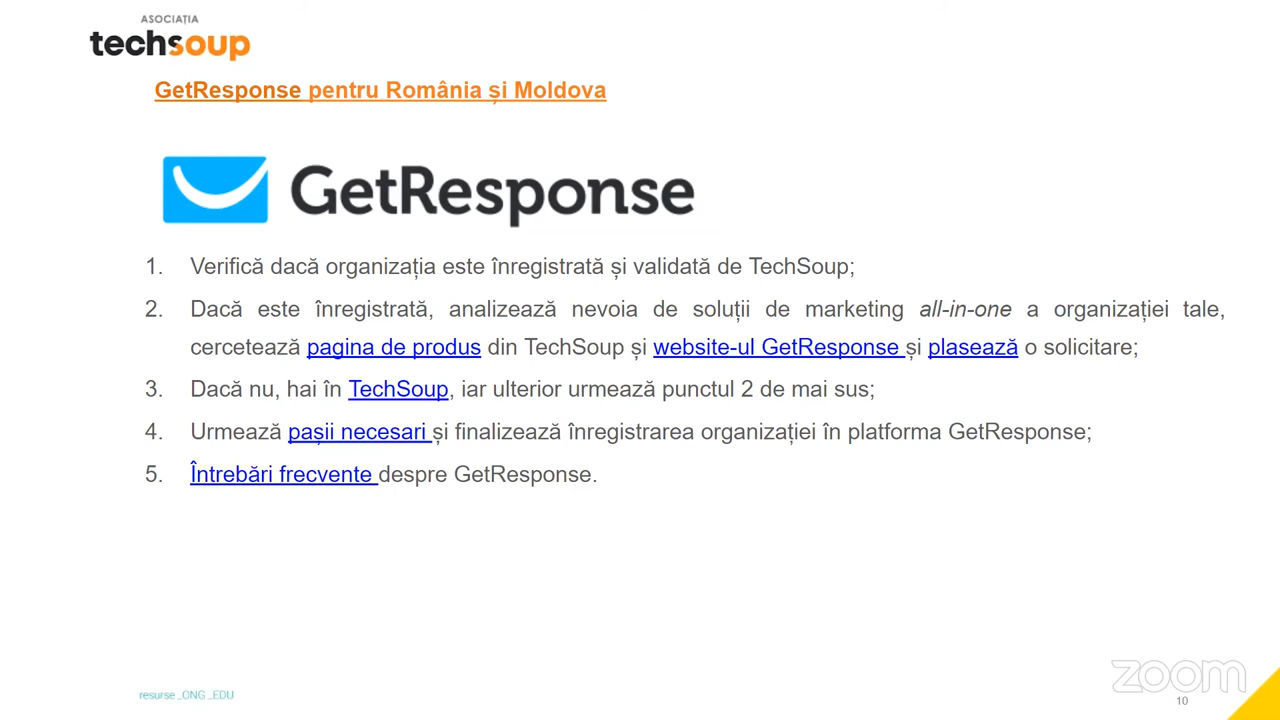 ASOCIAȚIA
techsoup
GetResponse pentru România și Moldova
GetResponse
1. Verifică dacă organizația este înregistrată și validată de TechSoup;
2. Dacă este înregistrată, analizează nevoia de soluții de marketing all-in-one a organizației tale,
cercetează pagina de produs din TechSoup și website-ul GetResponse și plasează o solicitare;
3. Dacă nu, hai în TechSoup, iar ulterior urmează punctul 2 de mai sus;
4. Urmează pașii necesari și finalizează înregistrarea organizației în platforma GetResponse;
5. Întrebări frecvente despre GetResponse.
zoom
resurse _ONG _EDU
10